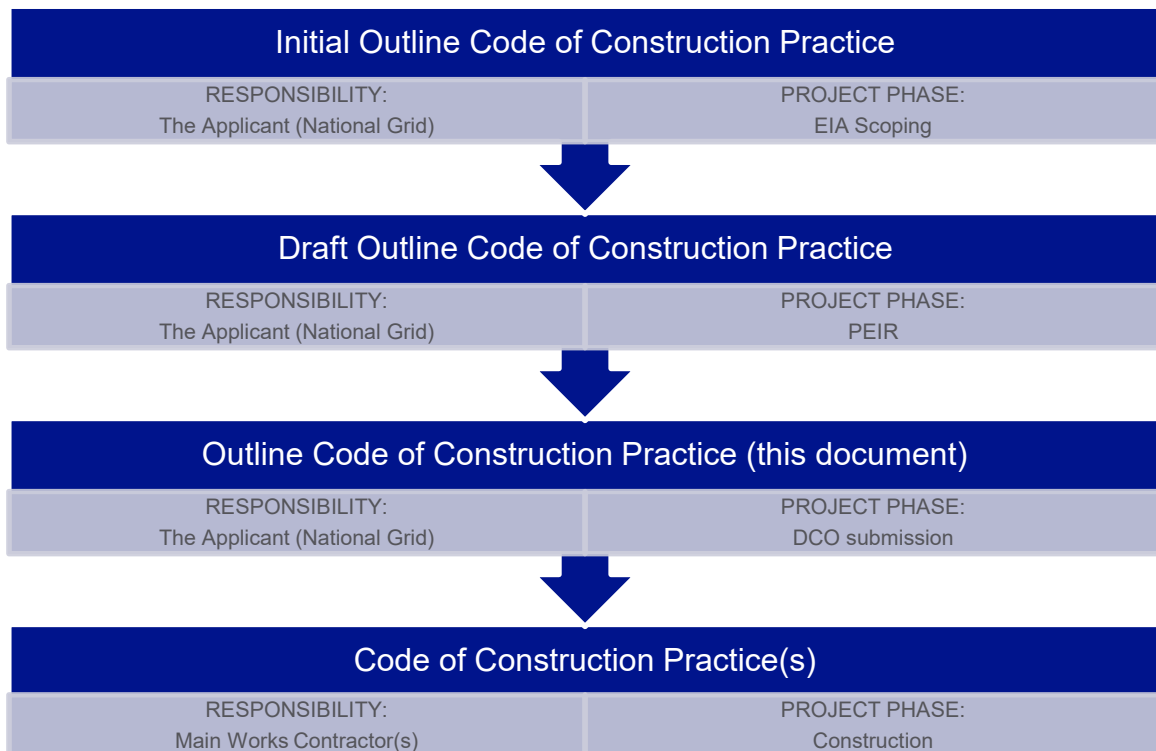 Initial Outline Code of Construction Practice
RESPONSIBILITY:
The Applicant (National Grid)
PROJECT PHASE:
EIA Scoping
Draft Outline Code of Construction Practice
RESPONSIBILITY:
The Applicant (National Grid)
PROJECT PHASE:
PEIR
Outline Code of Construction Practice (this document)
RESPONSIBILITY:
The Applicant (National Grid)
PROJECT PHASE:
DCO submission
Code of Construction Practice(s)
RESPONSIBILITY:
Main Works Contractor(s)
PROJECT PHASE:
Construction